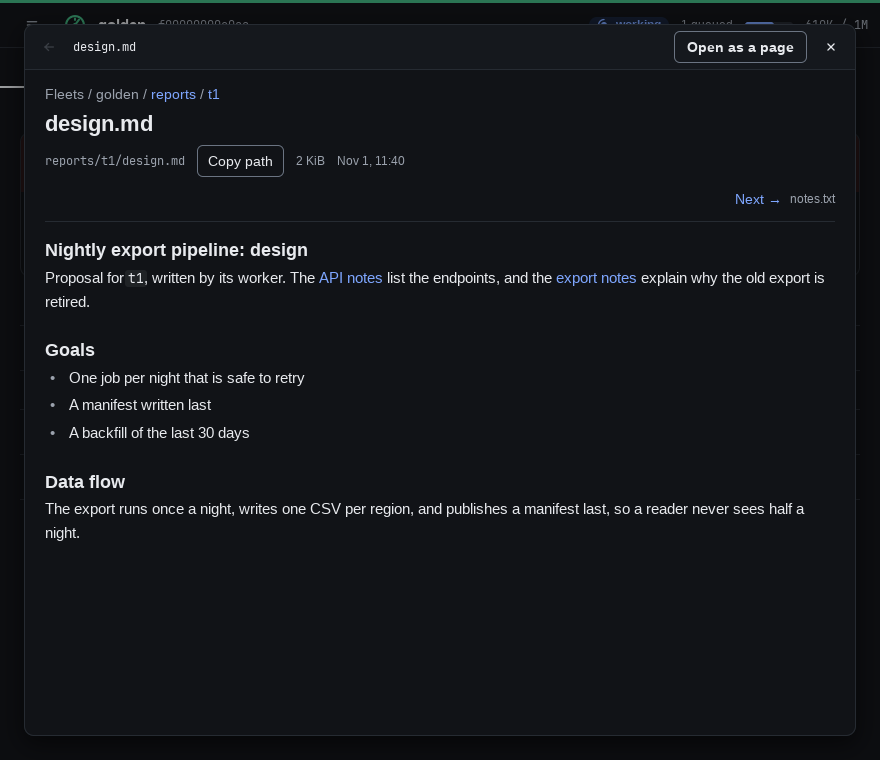 design.md
Open as a page
Fleets / golden / reports / t1
design.md
reports/t1/design.md Copy path 2 KiB Nov 1, 11:40
Next → notes.txt
Nightly export pipeline: design
Proposal for t1, written by its worker. The API notes list the endpoints, and the export notes explain why the old export is
retired.
Goals
• One job per night that is safe to retry
• A manifest written last
• A backfill of the last 30 days
Data flow
The export runs once a night, writes one CSV per region, and publishes a manifest last, so a reader never sees half a
night.